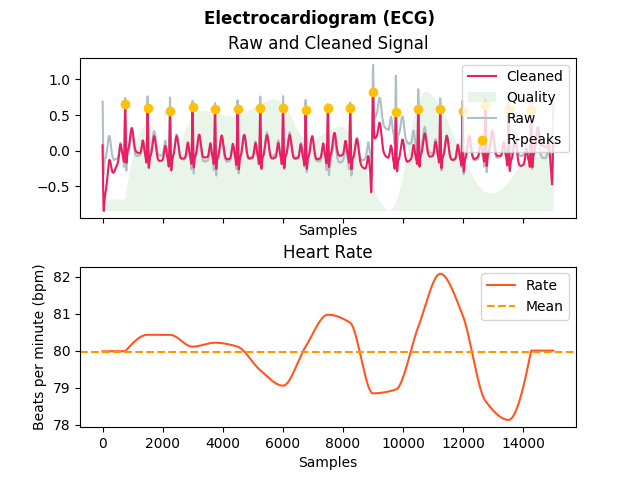 Electrocardiogram (ECG)
Raw and Cleaned Signal
1.0
0.5
0.0
−0.5
Cleaned
Quality
Raw
R-peaks
Samples
Heart Rate
Beats per minute (bpm)
82
81
80
79
78
Rate
Mean
0 2000 4000 6000 8000 10000 12000 14000
Samples